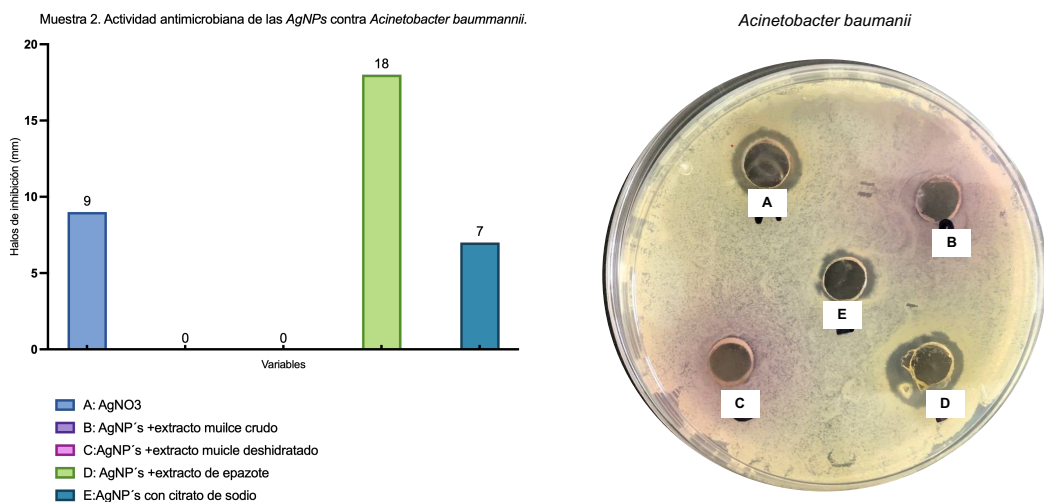 Muestra 2. Actividad antimicrobiana de las AgNPs contra Acinetobacter baummannii.
Acinetobacter baumanii
20
15
10
5
0
Halos de inhibición (mm)
9
0
0
18
7
Variables
A: AgNO3
B: AgNP´s +extracto muilce crudo
C:AgNP´s +extracto muicle deshidratado
D: AgNP´s +extracto de epazote
E:AgNP´s con citrato de sodio
A
B
E
C
D